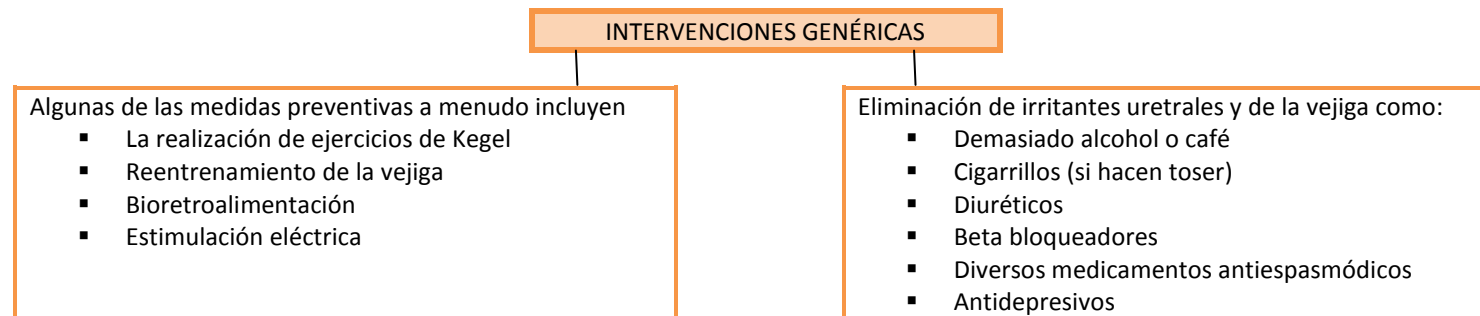 INTERVENCIONES GENÉRICAS
Algunas de las medidas preventivas a menudo incluyen
▪ La realización de ejercicios de Kegel
▪ Reentrenamiento de la vejiga
▪ Bioretroalimentación
▪ Estimulación eléctrica
Eliminación de irritantes uretrales y de la vejiga como:
▪ Demasiado alcohol o café
▪ Cigarrillos (si hacen toser)
▪ Diuréticos
▪ Beta bloqueadores
▪ Diversos medicamentos antiespasmódicos
▪ Antidepresivos